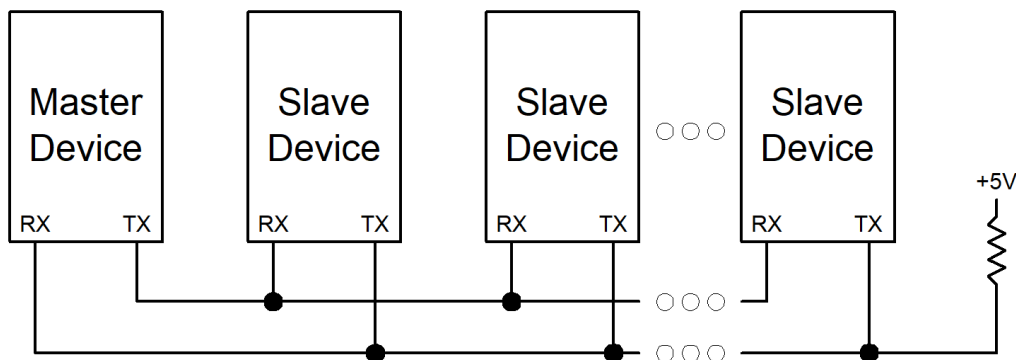 Master
Device
Slave
Device
Slave
Device
Slave
Device
+5V
RX TX
RX TX
RX TX
RX TX